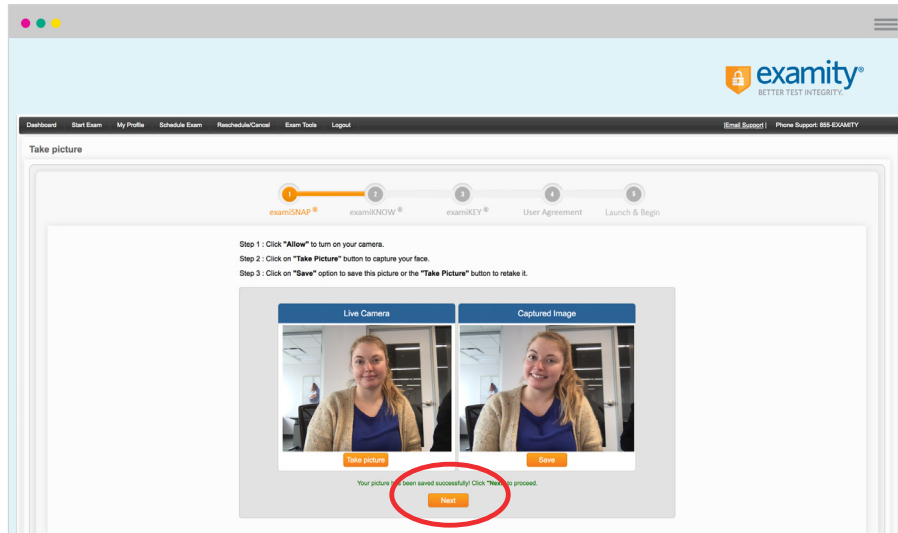 examity®
BETTER TEST INTEGRITY.
Dashboard Start Exam My Profile Schedule Exam Reschedule/Cancel Exam Tools Logout |Email Support| Phone Support: 855-EXAMITY
Take picture
1 2 3 4 5
examiSNAP ® examiKNOW ® examiKEY ® User Agreement Launch & Begin
Step 1 : Click "Allow" to turn on your camera.
Step 2 : Click on "Take Picture" button to capture your face.
Step 3 : Click on "Save" option to save this picture or the "Take Picture" button to retake it.
Live Camera Captured Image
Take picture Save
Your picture has been saved successfully! Click "Next" to proceed.
Next